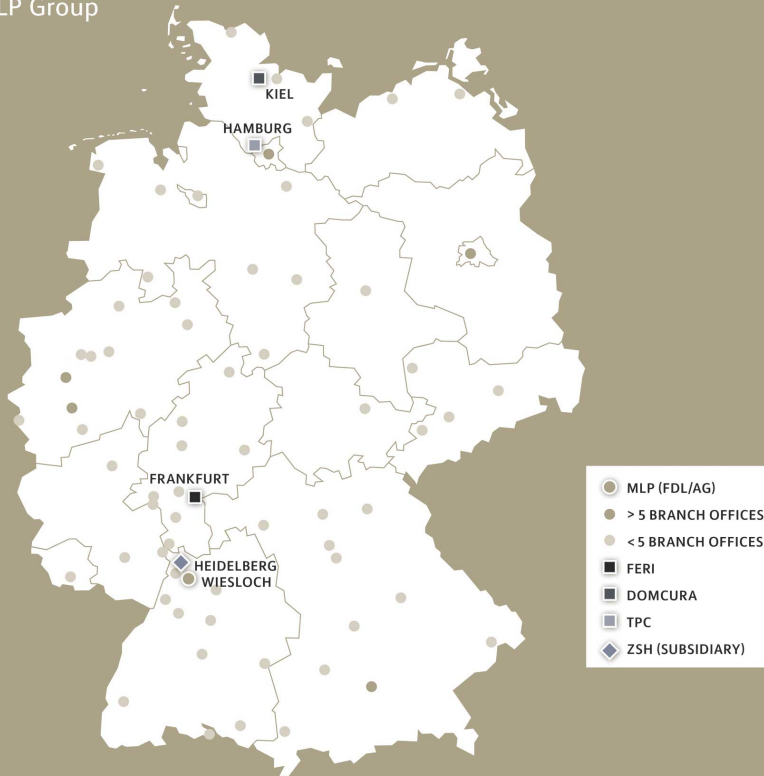 LP Group
KIEL
HAMBURG
FRANKFURT
HEIDELBERG
WIESLOCH
MLP (FDL/AG)
> 5 BRANCH OFFICES
< 5 BRANCH OFFICES
FERI
DOMCURA
TPC
ZSH (SUBSIDIARY)